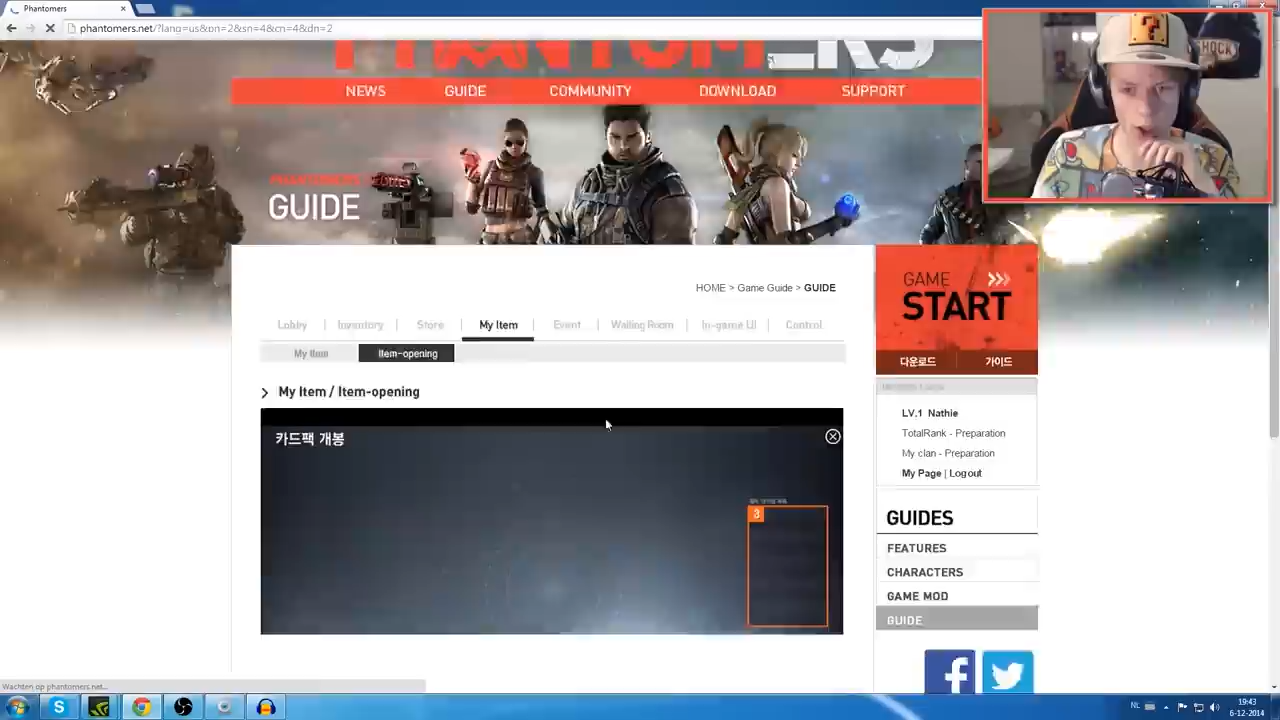 Phantomers
phantomers.net/?lang=us&pn=2&sn=4&cn=4&dn=2
PHANTOMERS
NEWS GUIDE COMMUNITY DOWNLOAD SUPPORT
GUIDE
HOME > Game Guide > GUIDE
Lobby Inventory Store My Item Event Waiting Room In-game UI Control
My Item Item-opening
My Item / Item-opening
카드팩 개봉
3
GAME
START
다운로드 가이드
LV.1 Nathie
TotalRank - Preparation
My clan - Preparation
My Page | Logout
GUIDES
FEATURES
CHARACTERS
GAME MOD
GUIDE
Wachten op phantomers.net...
NL
19:43
6-12-2014